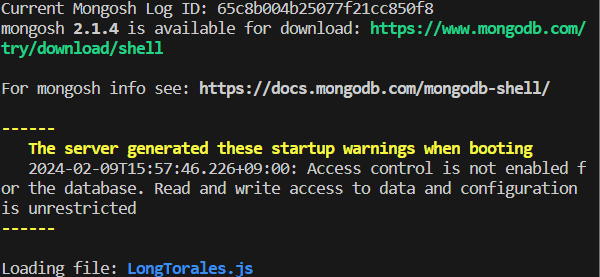 Current Mongosh Log ID: 65c8b004b25077f21cc850f8
mongosh 2.1.4 is available for download: https://www.mongodb.com/
try/download/shell
For mongosh info see: https://docs.mongodb.com/mongodb-shell/
------
The server generated these startup warnings when booting
2024-02-09T15:57:46.226+09:00: Access control is not enabled f
or the database. Read and write access to data and configuration
is unrestricted
------
Loading file: LongTorales.js